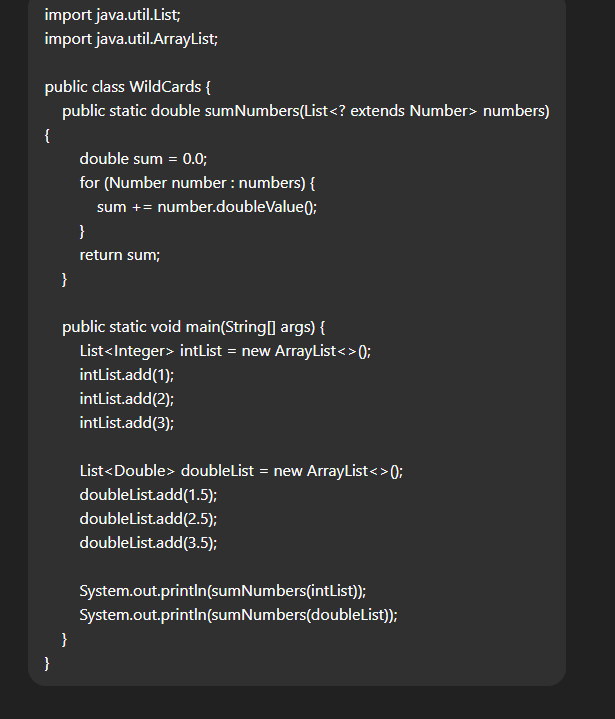 import java.util.List;
import java.util.ArrayList;

public class WildCards {
    public static double sumNumbers(List<? extends Number> numbers)
{
        double sum = 0.0;
        for (Number number : numbers) {
            sum += number.doubleValue();
        }
        return sum;
    }

    public static void main(String[] args) {
        List<Integer> intList = new ArrayList<>();
        intList.add(1);
        intList.add(2);
        intList.add(3);

        List<Double> doubleList = new ArrayList<>();
        doubleList.add(1.5);
        doubleList.add(2.5);
        doubleList.add(3.5);

        System.out.println(sumNumbers(intList));
        System.out.println(sumNumbers(doubleList));
    }
}